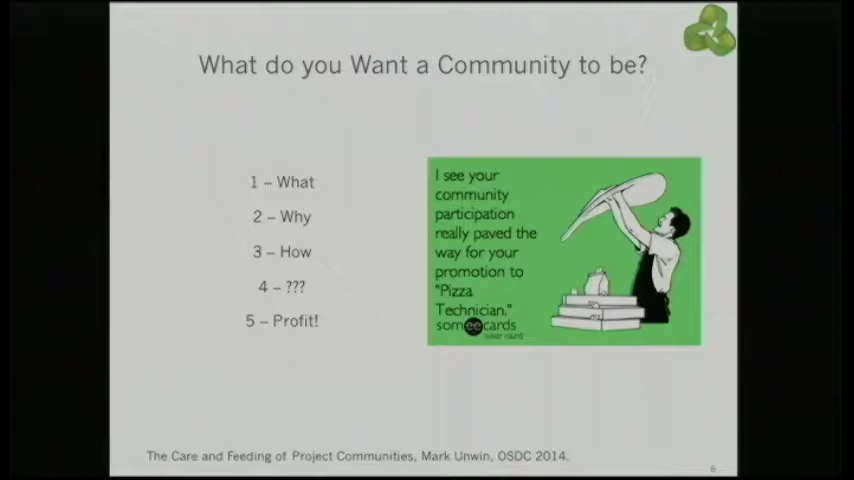 What do you Want a Community to be?
1 – What
2 – Why
3 – How
4 – ???
5 – Profit!
I see your
community
participation
really paved the
way for your
promotion to
"Pizza
Technician."
someecards
user card
The Care and Feeding of Project Communities, Mark Unwin, OSDC 2014.
6